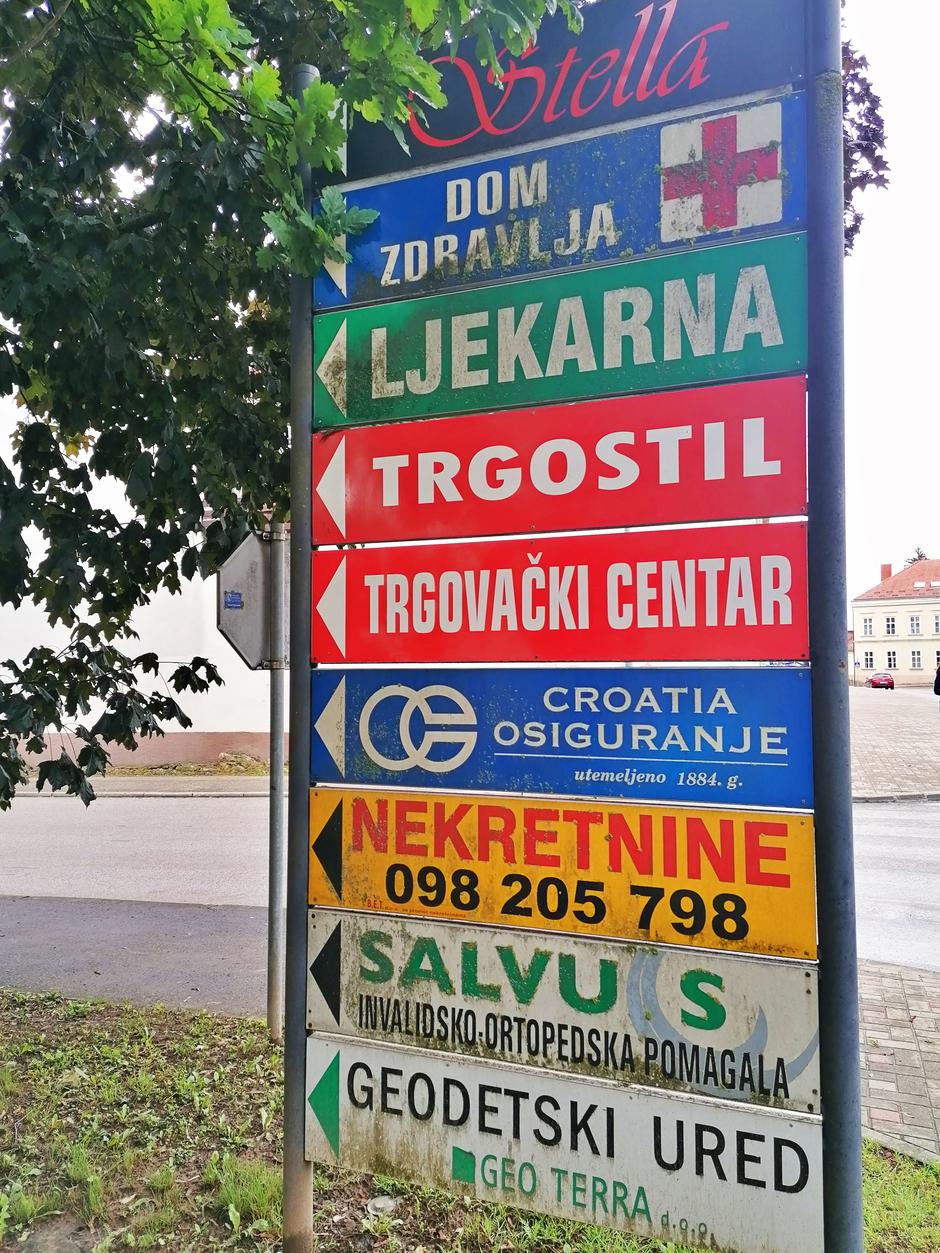 Stella
DOM
ZDRAVLJA
LJEKARNA
TRGOSTIL
TRGOVAČKI CENTAR
CROATIA
OSIGURANJE
utemeljeno 1884. g.
NEKRETNINE
098 205 798
SALVUS
INVALIDSKO-ORTOPEDSKA POMAGALA
GEODETSKI URED
GEO TERRA d.o.o.